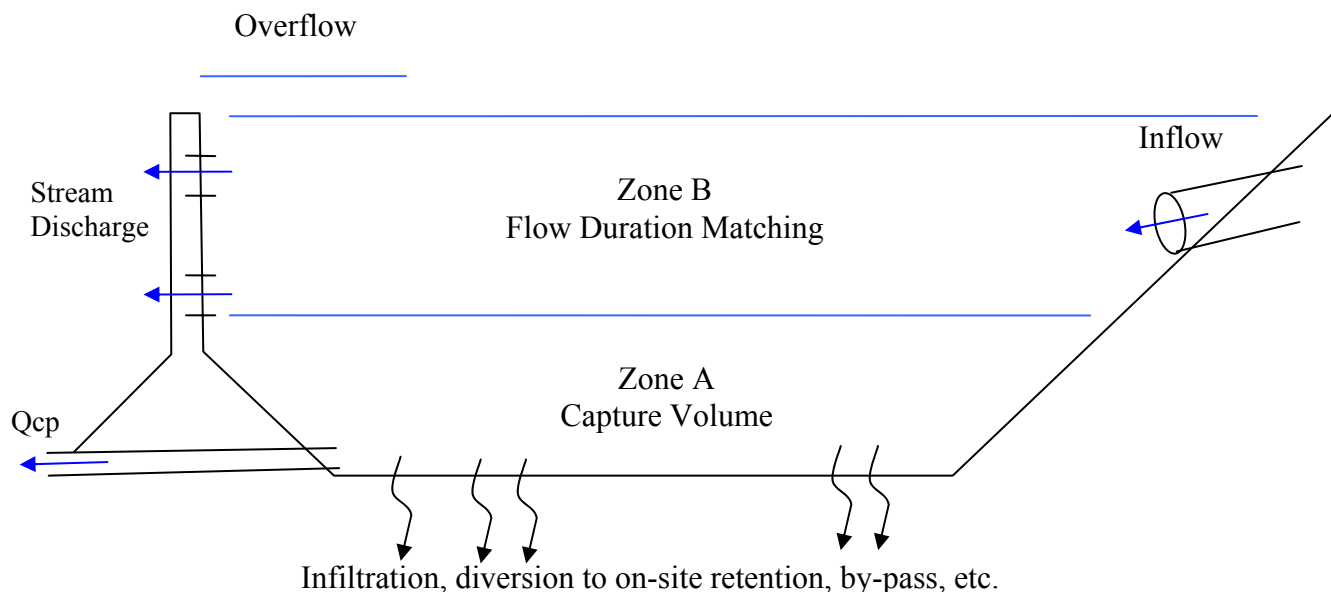 Overflow
Inflow
Stream
Discharge
Zone B
Flow Duration Matching
Zone A
Capture Volume
Qcp
Infiltration, diversion to on-site retention, by-pass, etc.